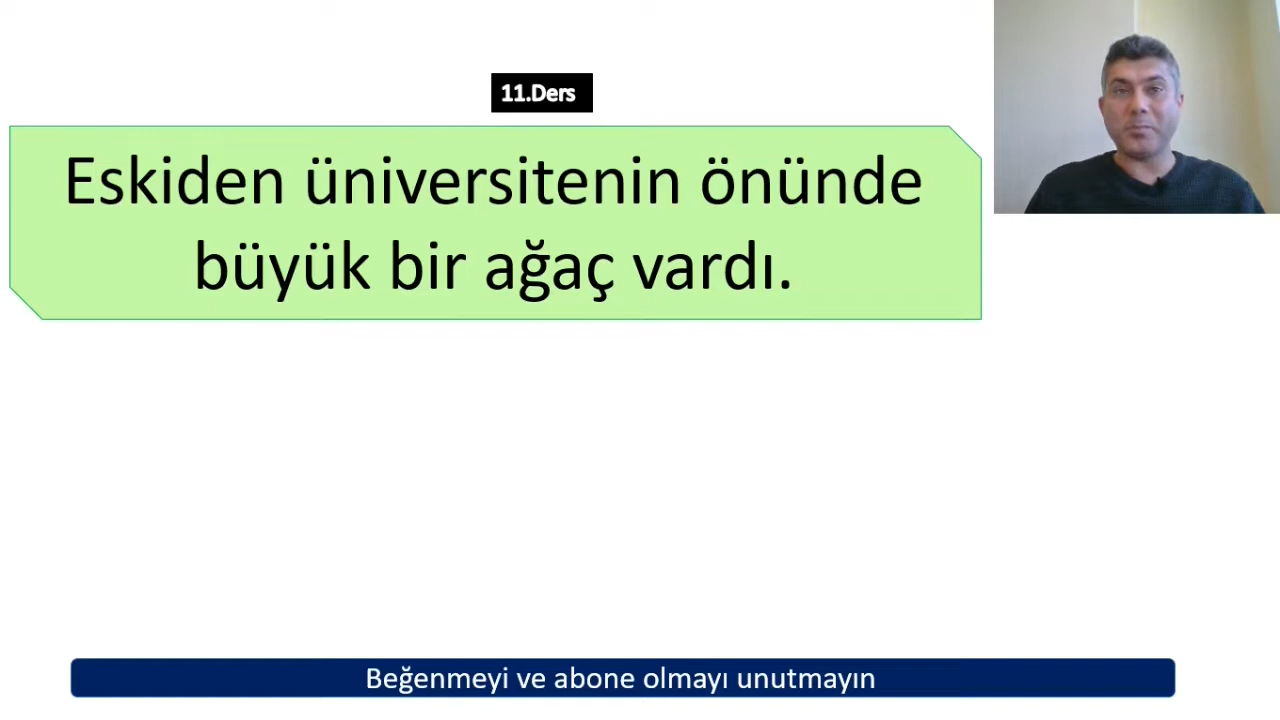 11.Ders
Eskiden üniversitenin önünde
büyük bir ağaç vardı.
Beğenmeyi ve abone olmayı unutmayın